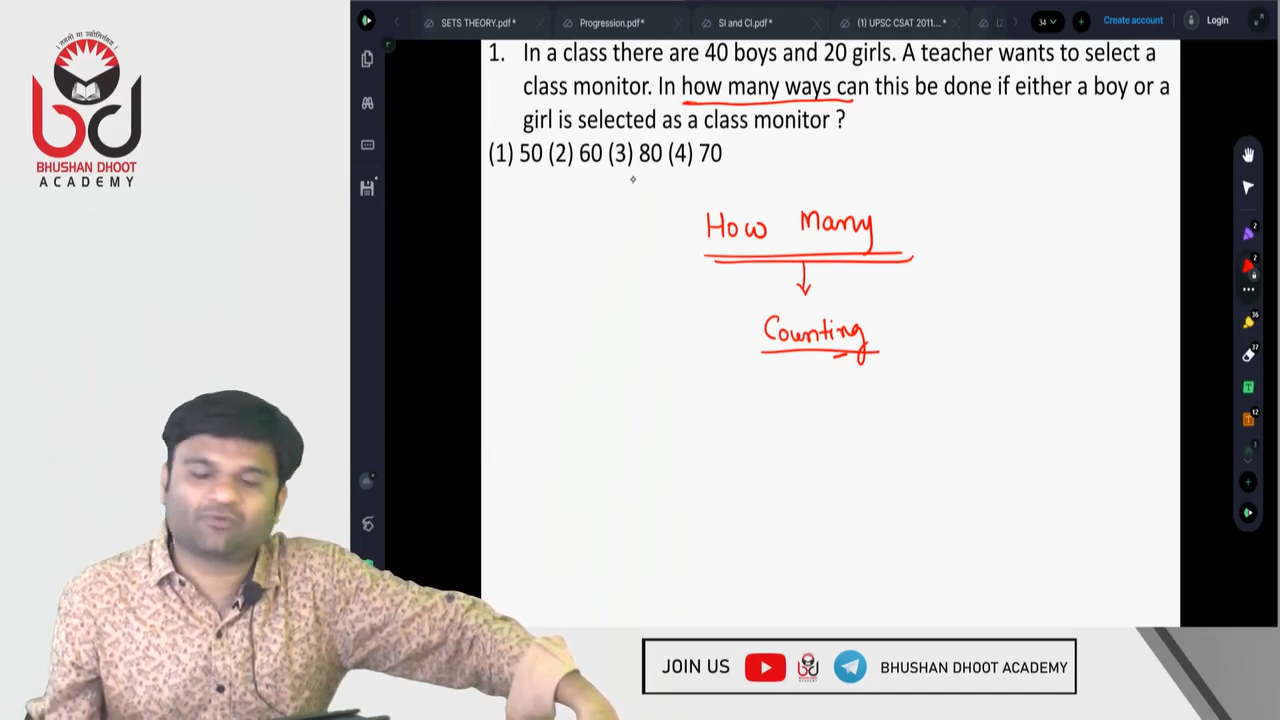 SETS THEORY.pdf*
Progression.pdf*
SI and CI.pdf*
(1) UPSC CSAT 2011....*
34
Create account
Login
1. In a class there are 40 boys and 20 girls. A teacher wants to select a
class monitor. In how many ways can this be done if either a boy or a
girl is selected as a class monitor ?
(1) 50 (2) 60 (3) 80 (4) 70
How Many
Counting
bd
BHUSHAN DHOOT
ACADEMY
JOIN US
BHUSHAN DHOOT ACADEMY